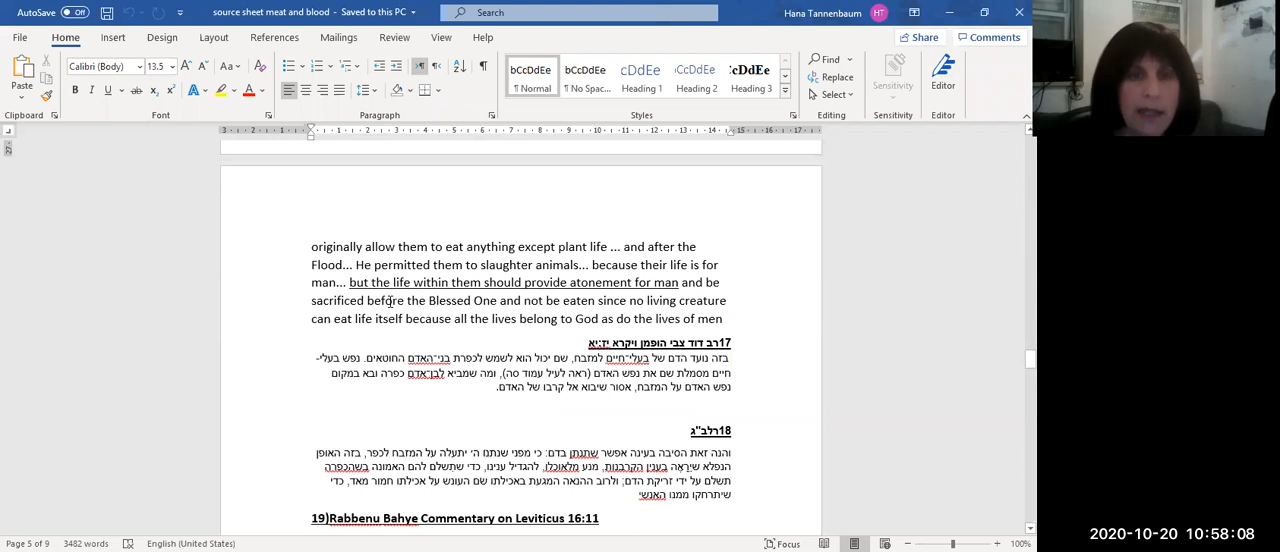 AutoSave Off
source sheet meat and blood - Saved to this PC
Search
Hana Tannenbaum
HT
File Home Insert Design Layout References Mailings Review View Help
Share Comments
Paste
Calibri (Body) 13.5
Clipboard
Font
Paragraph
Styles
Editing
Sensitivity
Editor
AaBbCcDdEe
¶ Normal
¶ No Spac...
Heading 1
Heading 2
Heading 3
Find
Replace
Select
Sensitivity
Editor
originally allow them to eat anything except plant life ... and after the
Flood... He permitted them to slaughter animals... because their life is for
man... but the life within them should provide atonement for man and be
sacrificed before the Blessed One and not be eaten since no living creature
can eat life itself because all the lives belong to God as do the lives of men
17רב דוד צבי הופמן ויקרא יז:יא
בזה נועד הדם של בעלי־חיים למזבח, שם יכול הוא לשמש לכפרת בני־האדם החוטאים. נפש בעלי-
חיים מסמלת שם את נפש האדם (ראה לעיל עמוד סה), ומה שמביא לבן־אדם כפרה ובא במקום
נפש האדם על המזבח, אסור שיבוא אל קרבו של האדם.
18רלב"ג
והנה זאת הסיבה בעינה אפשר שתנתן בדם: כי מפני שנתנו ה' יתעלה על המזבח לכפר, בזה האופן
הנפלא שיֵרָאֶה בענין הקרבנות, מנע מלאוכלו, להגדיל ענינו, כדי שתִּשלם להם האמונה בשהכפרה
תשלם על ידי זריקת הדם; ולרוב ההנאה המגעת באכילתו שם העונש על אכילתו חמור מאד, כדי
שיתרחקו ממנו האנשי
19)Rabbenu Bahye Commentary on Leviticus 16:11
Page 5 of 9 3482 words English (United States) Focus 100%
2020-10-20 10:58:08